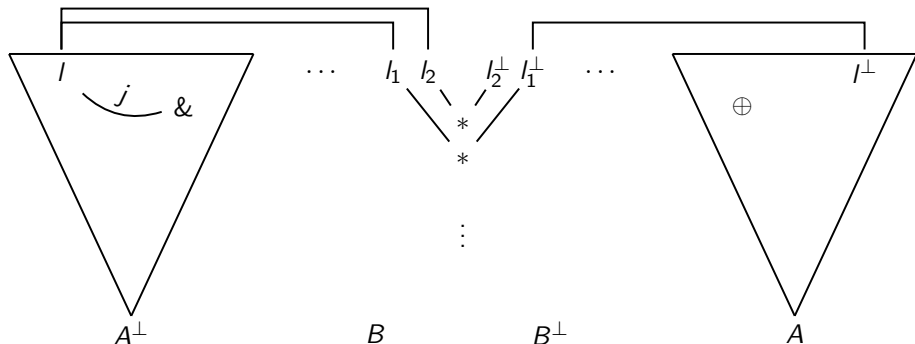 l ⋯ l₁ l₂ l₂^⊥ l₁^⊥ ⋯ l^⊥
j & ⊕
*
*
⋮
A^⊥ B B^⊥ A